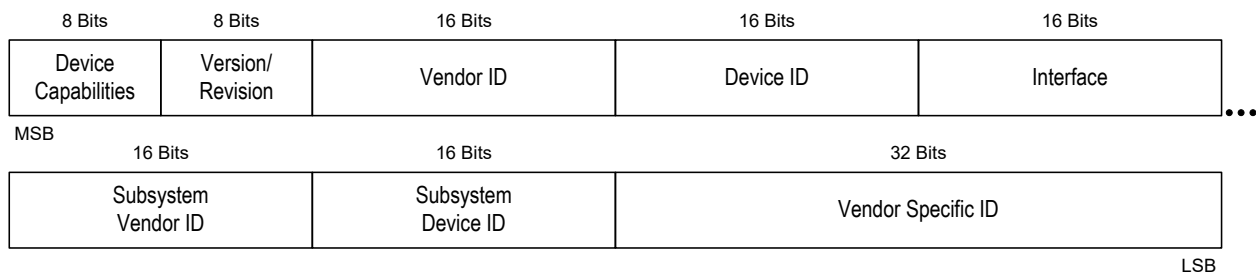 8 Bits 8 Bits 16 Bits 16 Bits 16 Bits
Device Capabilities Version/ Revision Vendor ID Device ID Interface
...
MSB
16 Bits 16 Bits 32 Bits
Subsystem Vendor ID Subsystem Device ID Vendor Specific ID
LSB